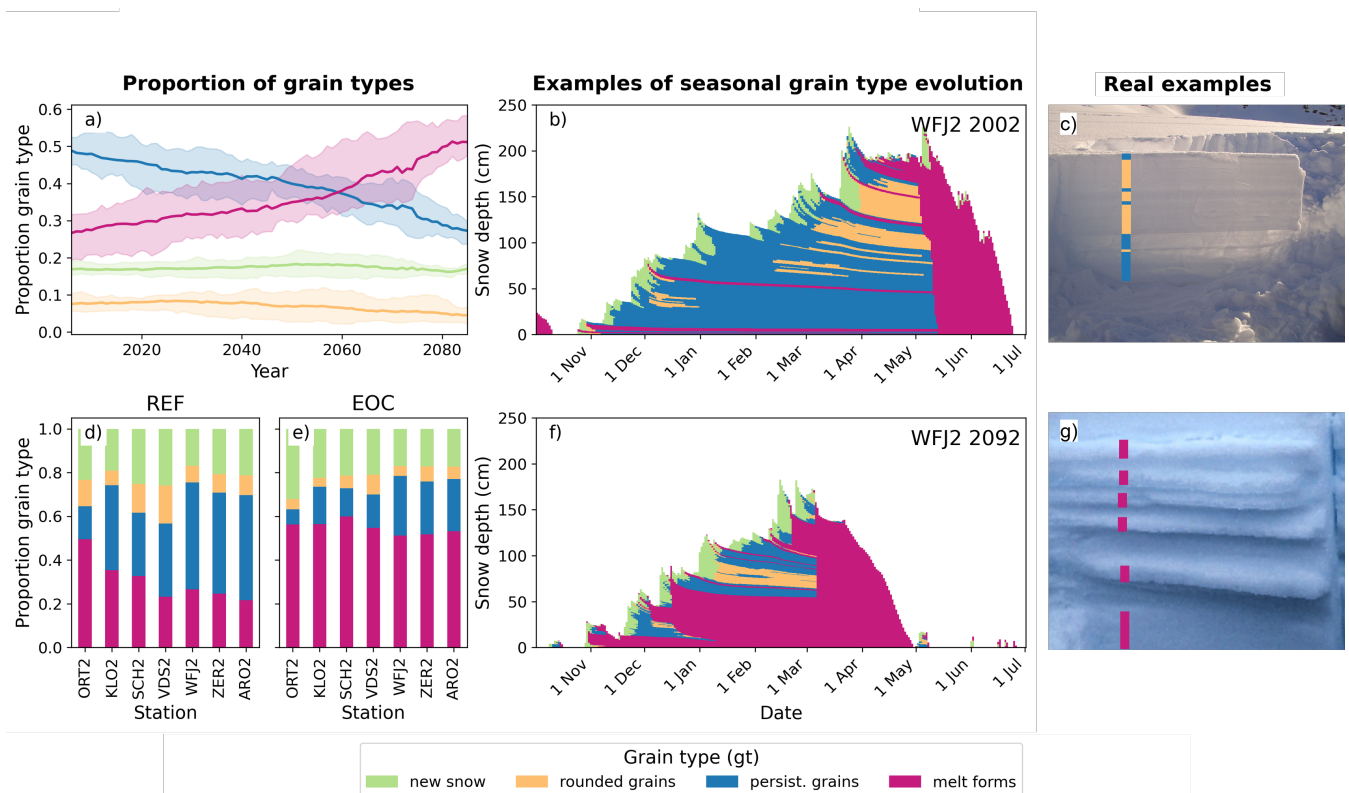 Proportion of grain types
a)
Proportion grain type
0.6
0.5
0.4
0.3
0.2
0.1
0.0
2020 2040 2060 2080
Year
Examples of seasonal grain type evolution
b)
WFJ2 2002
Snow depth (cm)
250
200
150
100
50
0
1 Nov 1 Dec 1 Jan 1 Feb 1 Mar 1 Apr 1 May 1 Jun 1 Jul
Real examples
c)
REF
d)
Proportion grain type
1.0
0.8
0.6
0.4
0.2
0.0
ORT2 KLO2 SCH2 VDS2 WFJ2 ZER2 ARO2
Station
EOC
e)
ORT2 KLO2 SCH2 VDS2 WFJ2 ZER2 ARO2
Station
f)
WFJ2 2092
Snow depth (cm)
250
200
150
100
50
0
1 Nov 1 Dec 1 Jan 1 Feb 1 Mar 1 Apr 1 May 1 Jun 1 Jul
Date
g)
Grain type (gt)
new snow rounded grains persist. grains melt forms